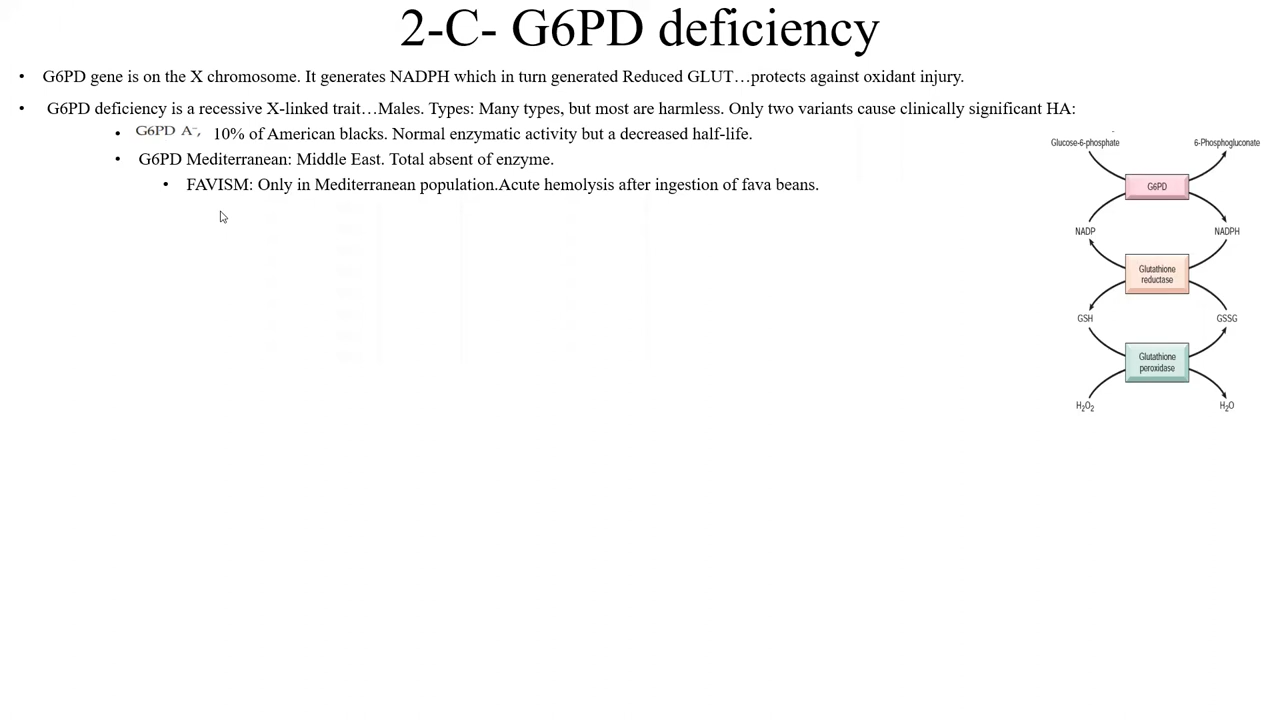 2-C- G6PD deficiency
• G6PD gene is on the X chromosome. It generates NADPH which in turn generated Reduced GLUT…protects against oxidant injury.
• G6PD deficiency is a recessive X-linked trait…Males. Types: Many types, but most are harmless. Only two variants cause clinically significant HA:
• G6PD A⁻, 10% of American blacks. Normal enzymatic activity but a decreased half-life.
• G6PD Mediterranean: Middle East. Total absent of enzyme.
• FAVISM: Only in Mediterranean population.Acute hemolysis after ingestion of fava beans.
Glucose-6-phosphate 6-Phosphogluconate
G6PD
NADP NADPH
Glutathione
reductase
GSH GSSG
Glutathione
peroxidase
H₂O₂ H₂O